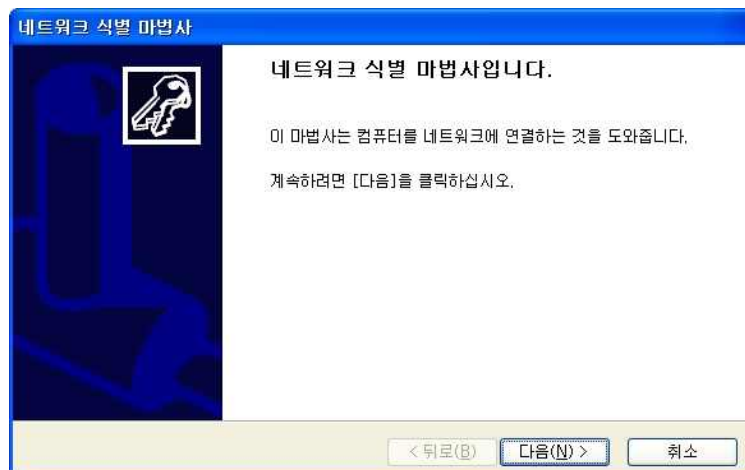 네트워크 식별 마법사
네트워크 식별 마법사입니다.
이 마법사는 컴퓨터를 네트워크에 연결하는 것을 도와줍니다.
계속하려면 [다음]을 클릭하십시오.
< 뒤로(B) 다음(N) > 취소